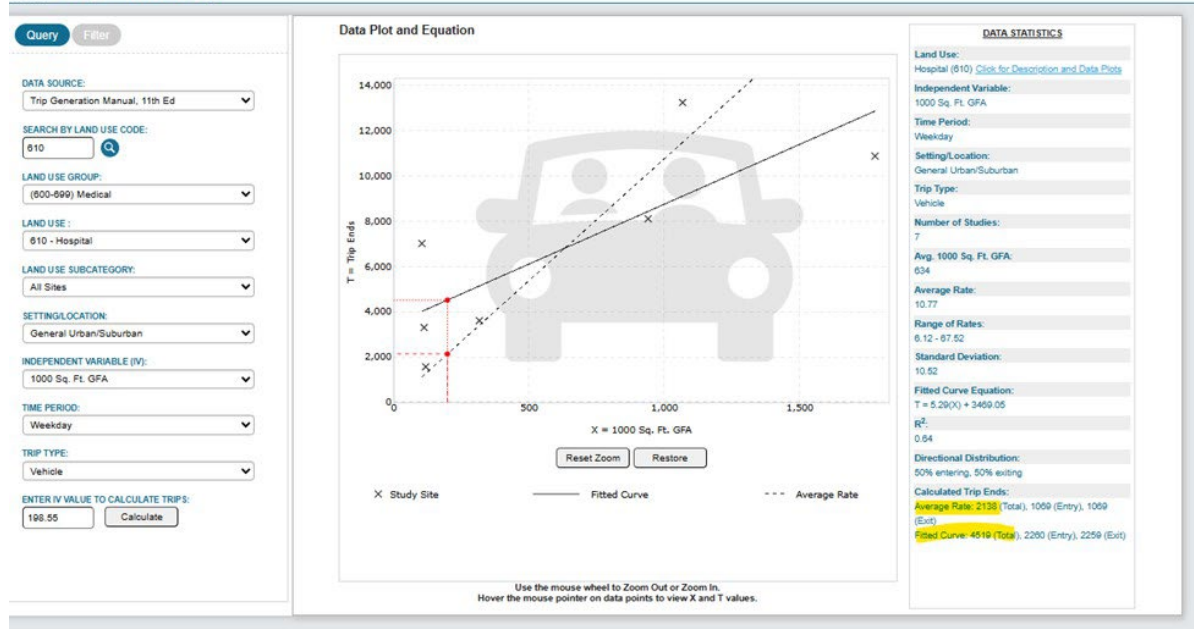 Query
Filter
DATA SOURCE:
Trip Generation Manual, 11th Ed
SEARCH BY LAND USE CODE:
610
LAND USE GROUP:
(600-699) Medical
LAND USE :
610 - Hospital
LAND USE SUBCATEGORY:
All Sites
SETTING/LOCATION:
General Urban/Suburban
INDEPENDENT VARIABLE (IV):
1000 Sq. Ft. GFA
TIME PERIOD:
Weekday
TRIP TYPE:
Vehicle
ENTER IV VALUE TO CALCULATE TRIPS:
198.55
Calculate
Data Plot and Equation
14,000
12,000
10,000
8,000
6,000
4,000
2,000
0
T = Trip Ends
0
500
1,000
1,500
X = 1000 Sq. Ft. GFA
Reset Zoom
Restore
Study Site
Fitted Curve
Average Rate
Use the mouse wheel to Zoom Out or Zoom In.
Hover the mouse pointer on data points to view X and T values.
DATA STATISTICS
Land Use:
Hospital (610) Click for Description and Data Plots
Independent Variable:
1000 Sq. Ft. GFA
Time Period:
Weekday
Setting/Location:
General Urban/Suburban
Trip Type:
Vehicle
Number of Studies:
7
Avg. 1000 Sq. Ft. GFA:
634
Average Rate:
10.77
Range of Rates:
6.12 - 67.52
Standard Deviation:
10.52
Fitted Curve Equation:
T = 5.29(X) + 3469.05
R²:
0.64
Directional Distribution:
50% entering, 50% exiting
Calculated Trip Ends:
Average Rate: 2138 (Total), 1069 (Entry), 1069
(Exit)
Fitted Curve: 4519 (Total), 2260 (Entry), 2259 (Exit)